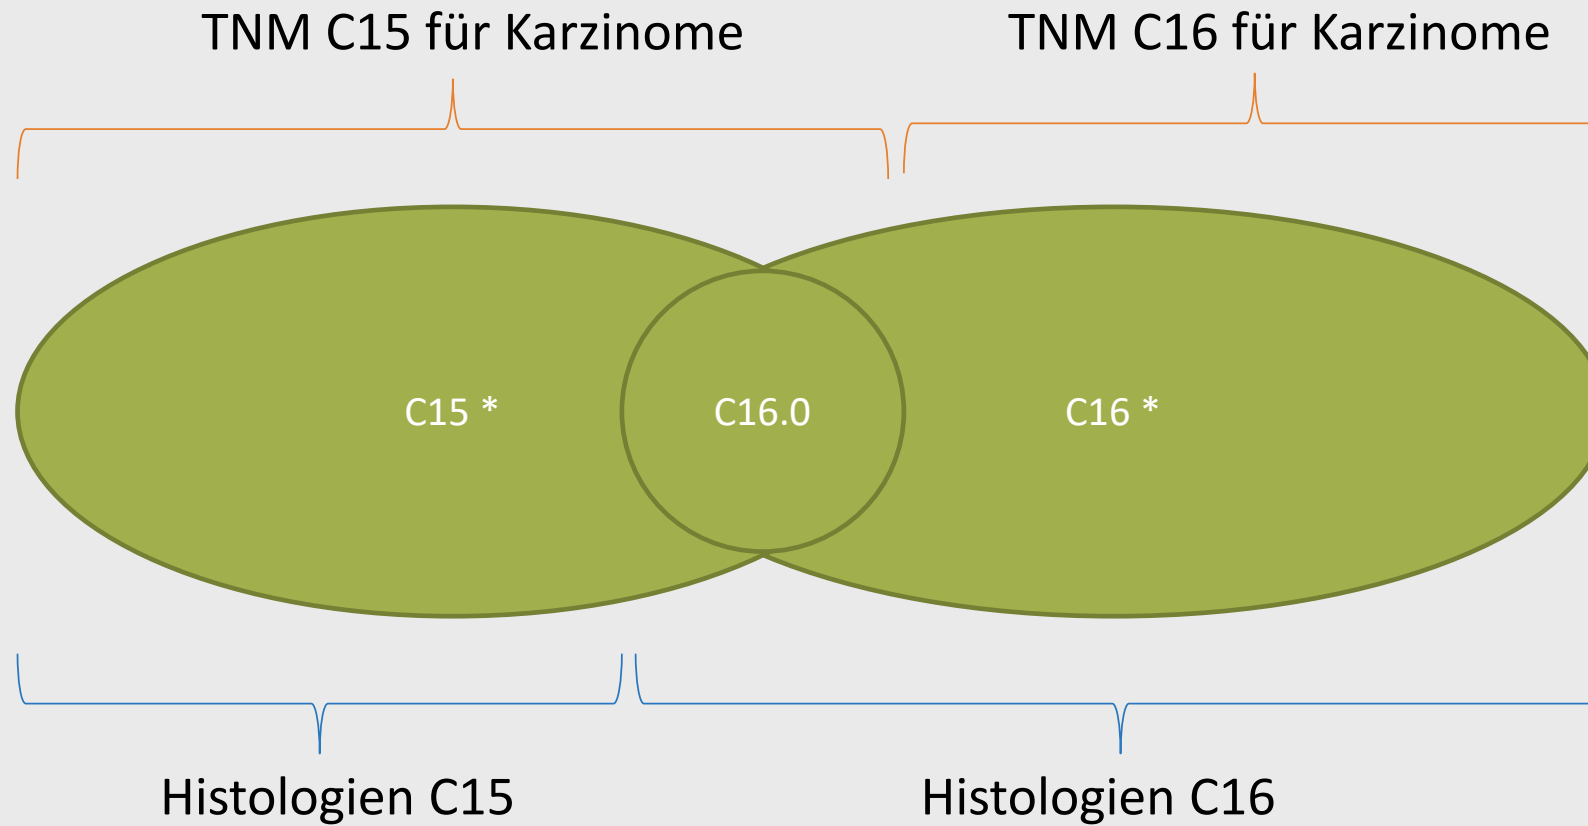 TNM C15 für Karzinome
TNM C16 für Karzinome
C15 *
C16.0
C16 *
Histologien C15
Histologien C16